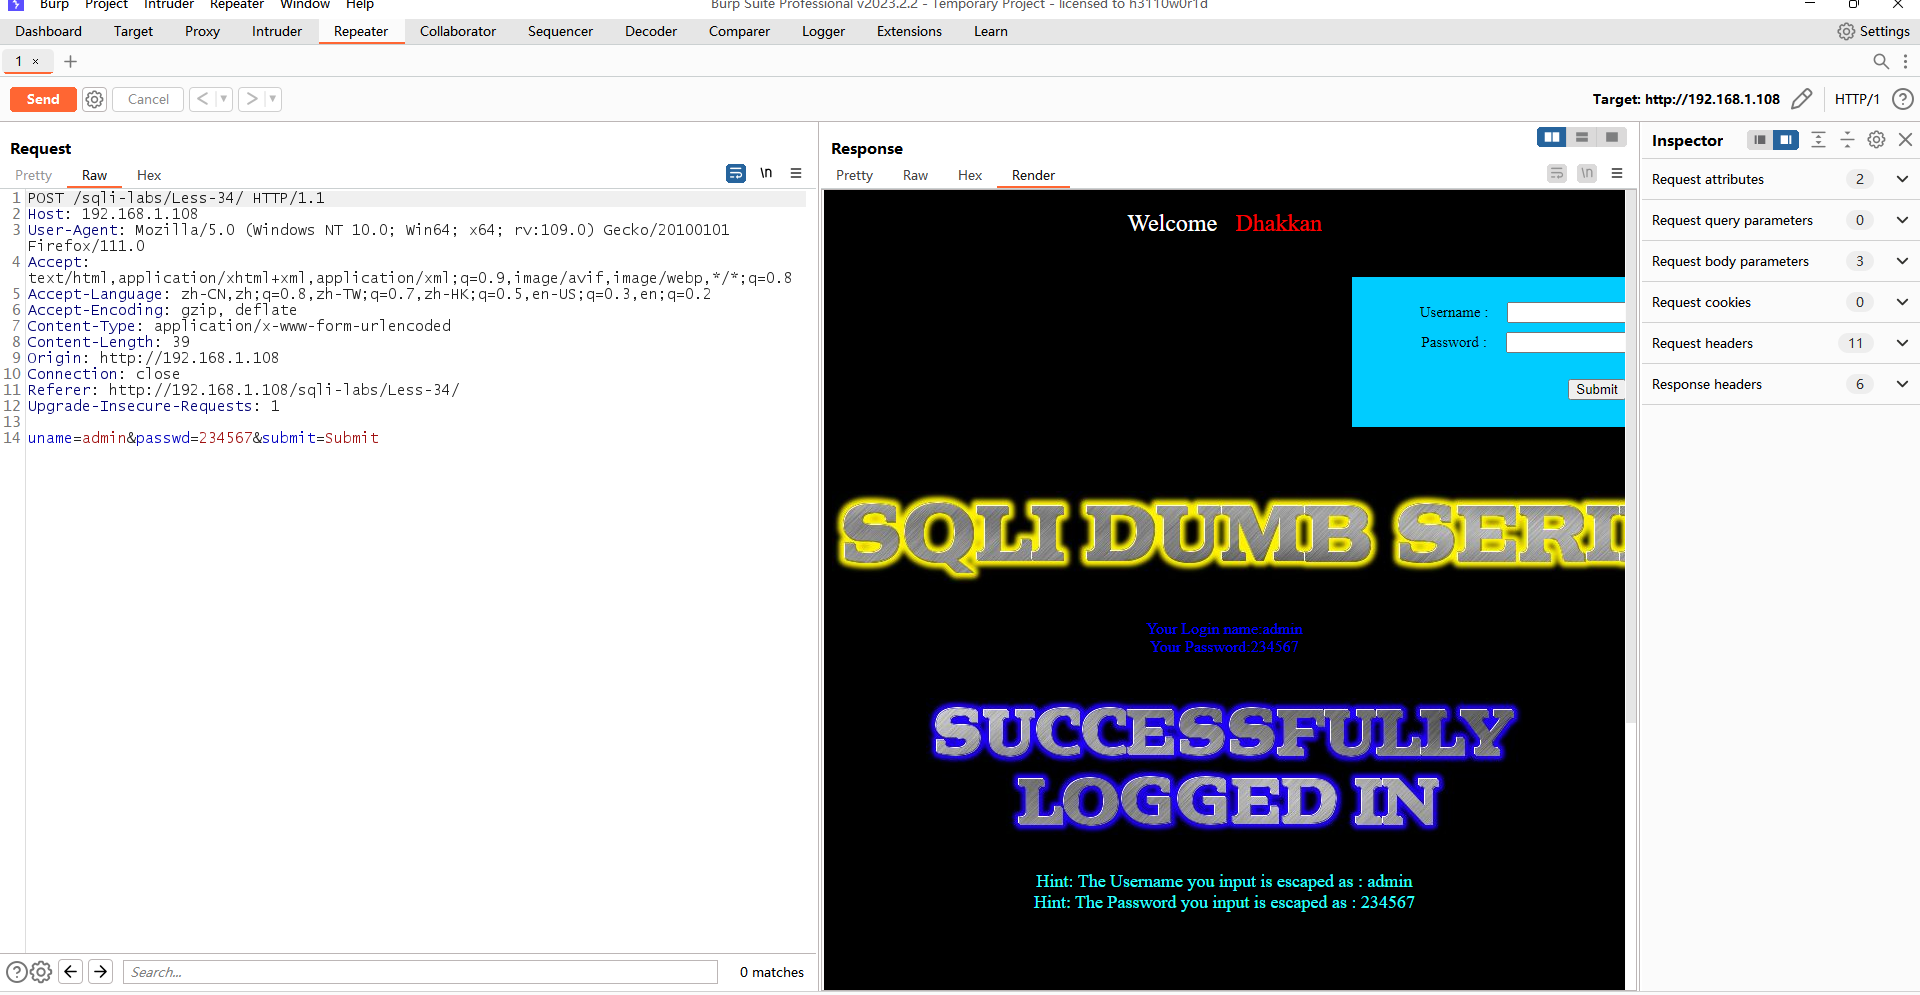 Burp Project Intruder Repeater Window Help
Burp Suite Professional v2023.2.2 - Temporary Project - licensed to h3110w0r1d
Dashboard Target Proxy Intruder Repeater Collaborator Sequencer Decoder Comparer Logger Extensions Learn
Settings
1 × +
Send Cancel < >
Target: http://192.168.1.108 HTTP/1 ?
Request
Pretty Raw Hex
\n
1 POST /sqli-labs/Less-34/ HTTP/1.1
2 Host: 192.168.1.108
3 User-Agent: Mozilla/5.0 (Windows NT 10.0; Win64; x64; rv:109.0) Gecko/20100101
Firefox/111.0
4 Accept:
text/html,application/xhtml+xml,application/xml;q=0.9,image/avif,image/webp,*/*;q=0.8
5 Accept-Language: zh-CN,zh;q=0.8,zh-TW;q=0.7,zh-HK;q=0.5,en-US;q=0.3,en;q=0.2
6 Accept-Encoding: gzip, deflate
7 Content-Type: application/x-www-form-urlencoded
8 Content-Length: 39
9 Origin: http://192.168.1.108
10 Connection: close
11 Referer: http://192.168.1.108/sqli-labs/Less-34/
12 Upgrade-Insecure-Requests: 1
13
14 uname=admin&passwd=234567&submit=Submit
? Search... 0 matches
Response
Pretty Raw Hex Render
\n
Welcome Dhakkan
Username :
Password :
Submit
SQLI DUMB SERI
Your Login name:admin
Your Password:234567
SUCCESSFULLY
LOGGED IN
Hint: The Username you input is escaped as : admin
Hint: The Password you input is escaped as : 234567
Inspector
Request attributes 2
Request query parameters 0
Request body parameters 3
Request cookies 0
Request headers 11
Response headers 6